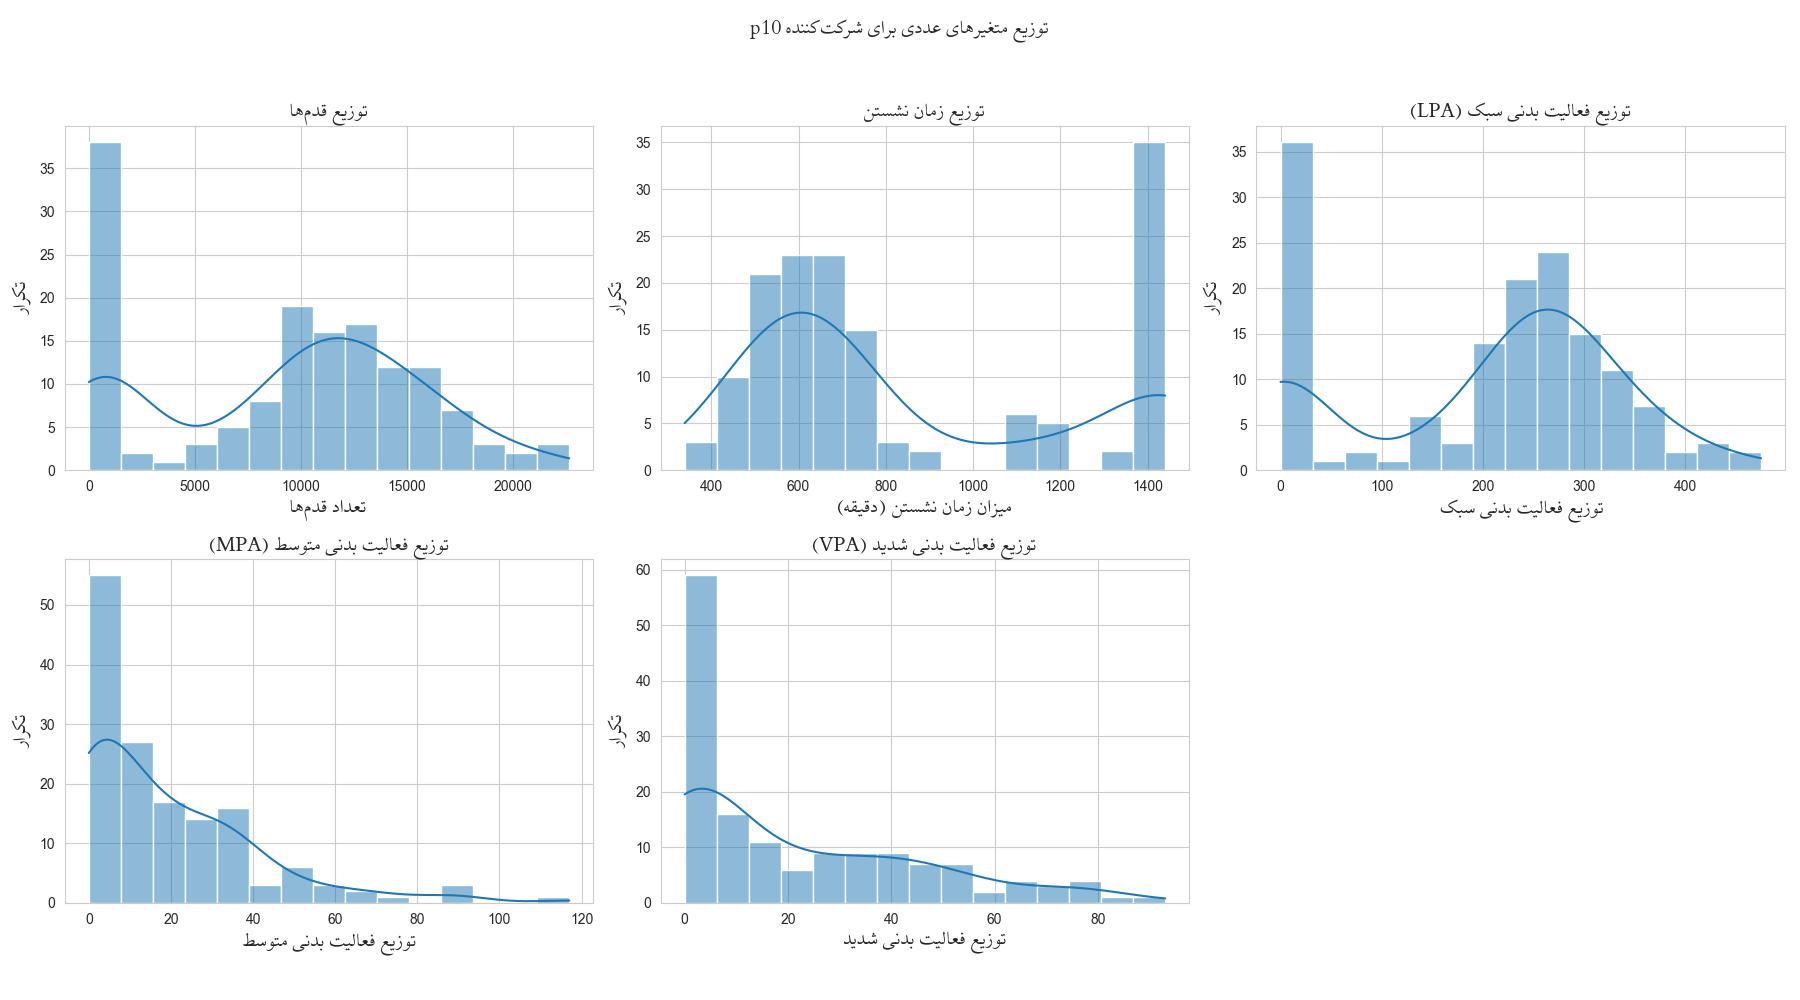 توزیع متغیرهای عددی برای شرکت‌کننده p10
توزیع قدم‌ها
تکرار
35
30
25
20
15
10
5
0
0 5000 10000 15000 20000
تعداد قدم‌ها
توزیع زمان نشستن
تکرار
35
30
25
20
15
10
5
0
400 600 800 1000 1200 1400
میزان زمان نشستن (دقیقه)
توزیع فعالیت بدنی سبک (LPA)
تکرار
35
30
25
20
15
10
5
0
0 100 200 300 400
توزیع فعالیت بدنی سبک
توزیع فعالیت بدنی متوسط (MPA)
تکرار
50
40
30
20
10
0
0 20 40 60 80 100 120
توزیع فعالیت بدنی متوسط
توزیع فعالیت بدنی شدید (VPA)
تکرار
60
50
40
30
20
10
0
0 20 40 60 80
توزیع فعالیت بدنی شدید